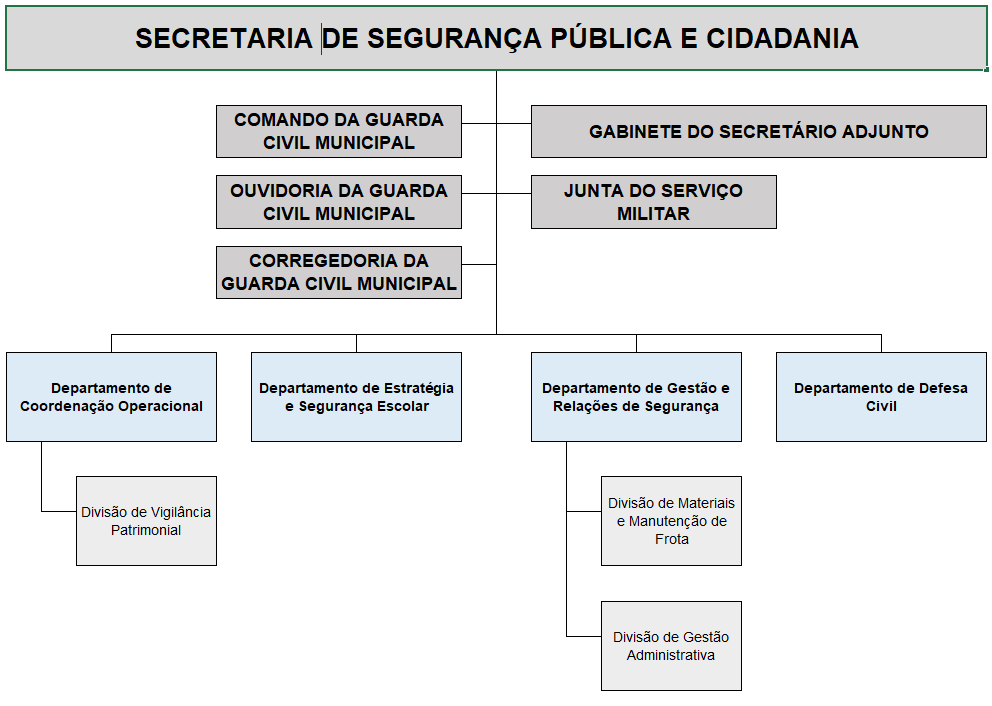 SECRETARIA DE SEGURANÇA PÚBLICA E CIDADANIA
COMANDO DA GUARDA
CIVIL MUNICIPAL
GABINETE DO SECRETÁRIO ADJUNTO
OUVIDORIA DA GUARDA
CIVIL MUNICIPAL
JUNTA DO SERVIÇO
MILITAR
CORREGEDORIA DA
GUARDA CIVIL MUNICIPAL
Departamento de
Coordenação Operacional
Departamento de Estratégia
e Segurança Escolar
Departamento de Gestão e
Relações de Segurança
Departamento de Defesa
Civil
Divisão de Vigilância
Patrimonial
Divisão de Materiais
e Manutenção de
Frota
Divisão de Gestão
Administrativa